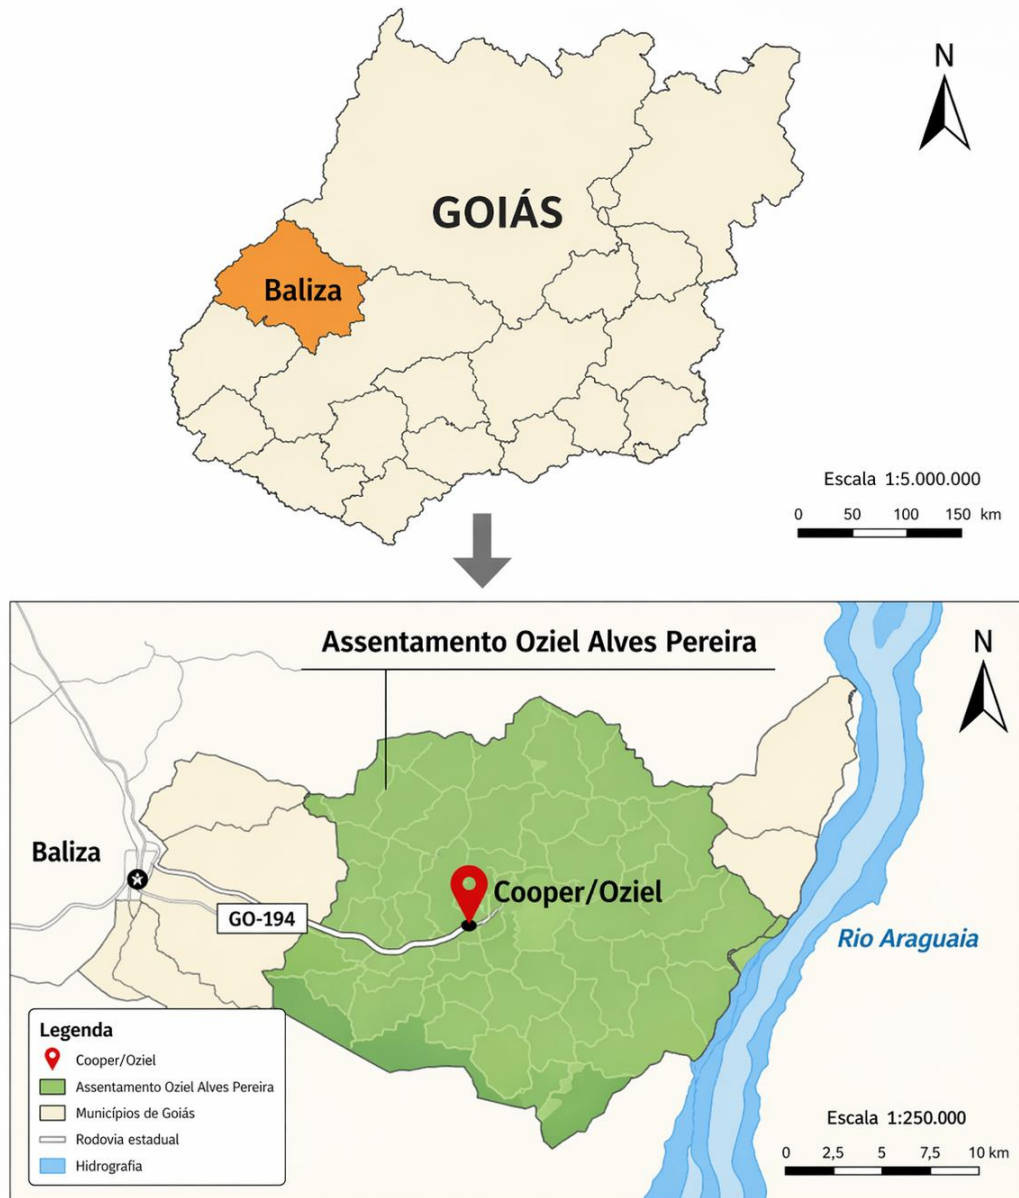 N
GOIÁS
Baliza
Escala 1:5.000.000
0 50 100 150 km
Assentamento Oziel Alves Pereira
N
Baliza
Cooper/Oziel
GO-194
Rio Araguaia
Legenda
Cooper/Oziel
Assentamento Oziel Alves Pereira
Municípios de Goiás
Rodovia estadual
Hidrografia
Escala 1:250.000
0 2,5 5 7,5 10 km